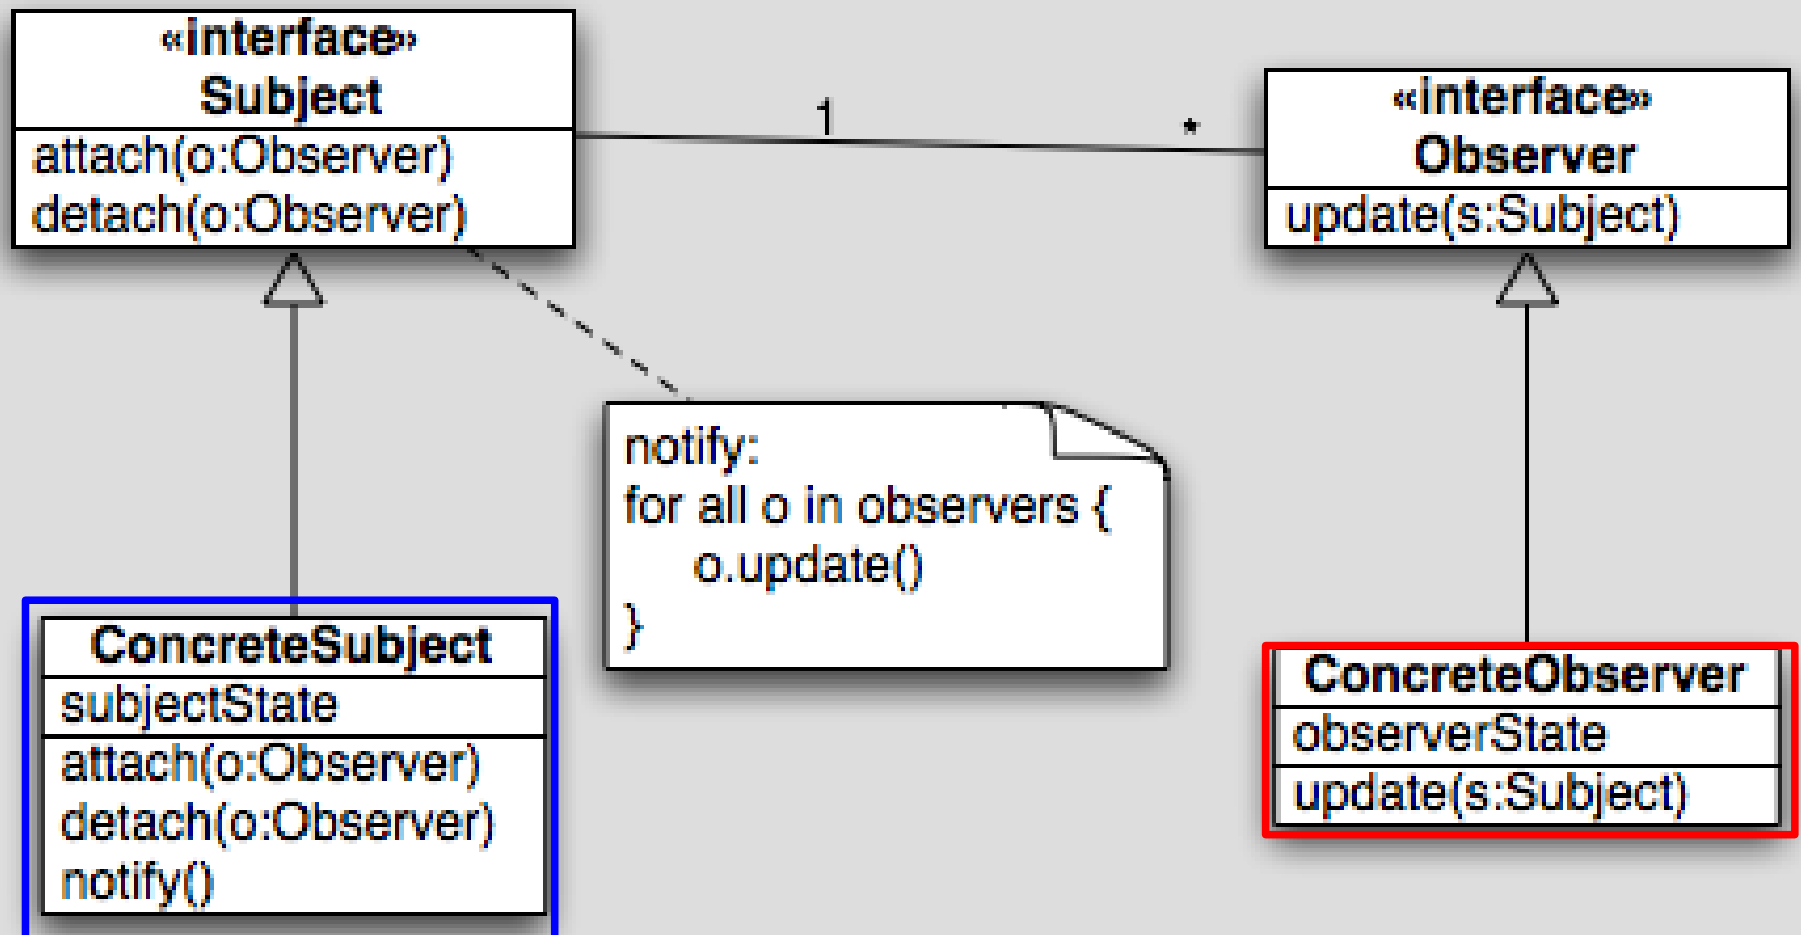 «interface»
Subject
attach(o:Observer)
detach(o:Observer)
1
*
«interface»
Observer
update(s:Subject)
notify:
for all o in observers {
o.update()
}
ConcreteSubject
subjectState
attach(o:Observer)
detach(o:Observer)
notify()
ConcreteObserver
observerState
update(s:Subject)